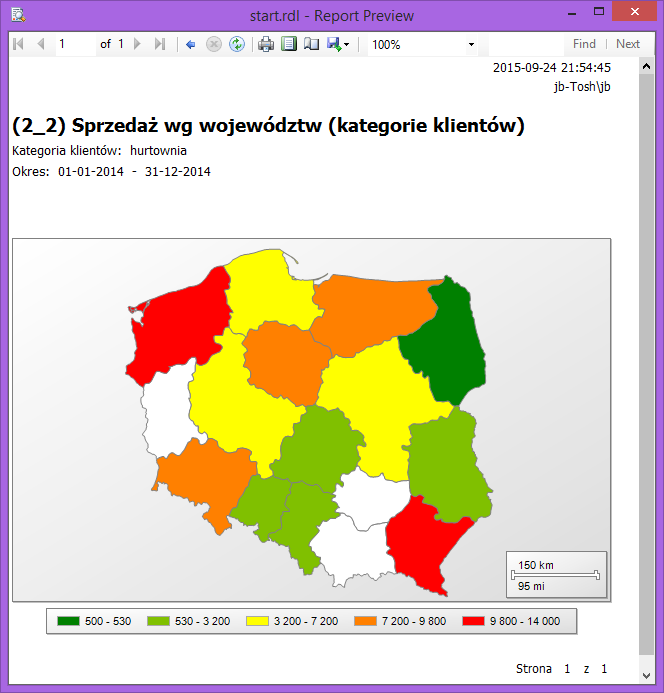 start.rdl - Report Preview
1 of 1 100% Find | Next
2015-09-24 21:54:45
jb-Tosh\jb
(2_2) Sprzedaż wg województw (kategorie klientów)
Kategoria klientów: hurtownia
Okres: 01-01-2014 - 31-12-2014
150 km
95 mi
500 - 530 530 - 3 200 3 200 - 7 200 7 200 - 9 800 9 800 - 14 000
Strona 1 z 1